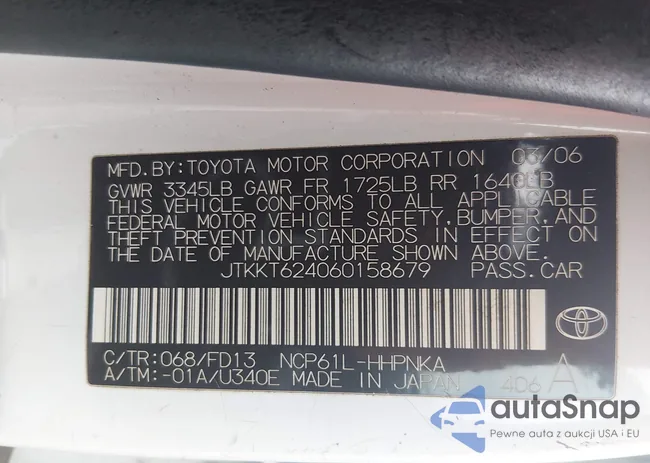 MFD. BY: TOYOTA MOTOR CORPORATION 03/06
GVWR 3345LB GAWR FR 1725LB RR 1640LB
THIS VEHICLE CONFORMS TO ALL APPLICABLE
FEDERAL MOTOR VEHICLE SAFETY, BUMPER, AND
THEFT PREVENTION STANDARDS IN EFFECT ON
THE DATE OF MANUFACTURE SHOWN ABOVE.
JTKKT624060158679 PASS.CAR
C/TR: 068/FD13 NCP61L-HHPNKA A
A/TM: -01A/U340E MADE IN JAPAN 406
autaSnap
Pewne auta z aukcji USA i EU